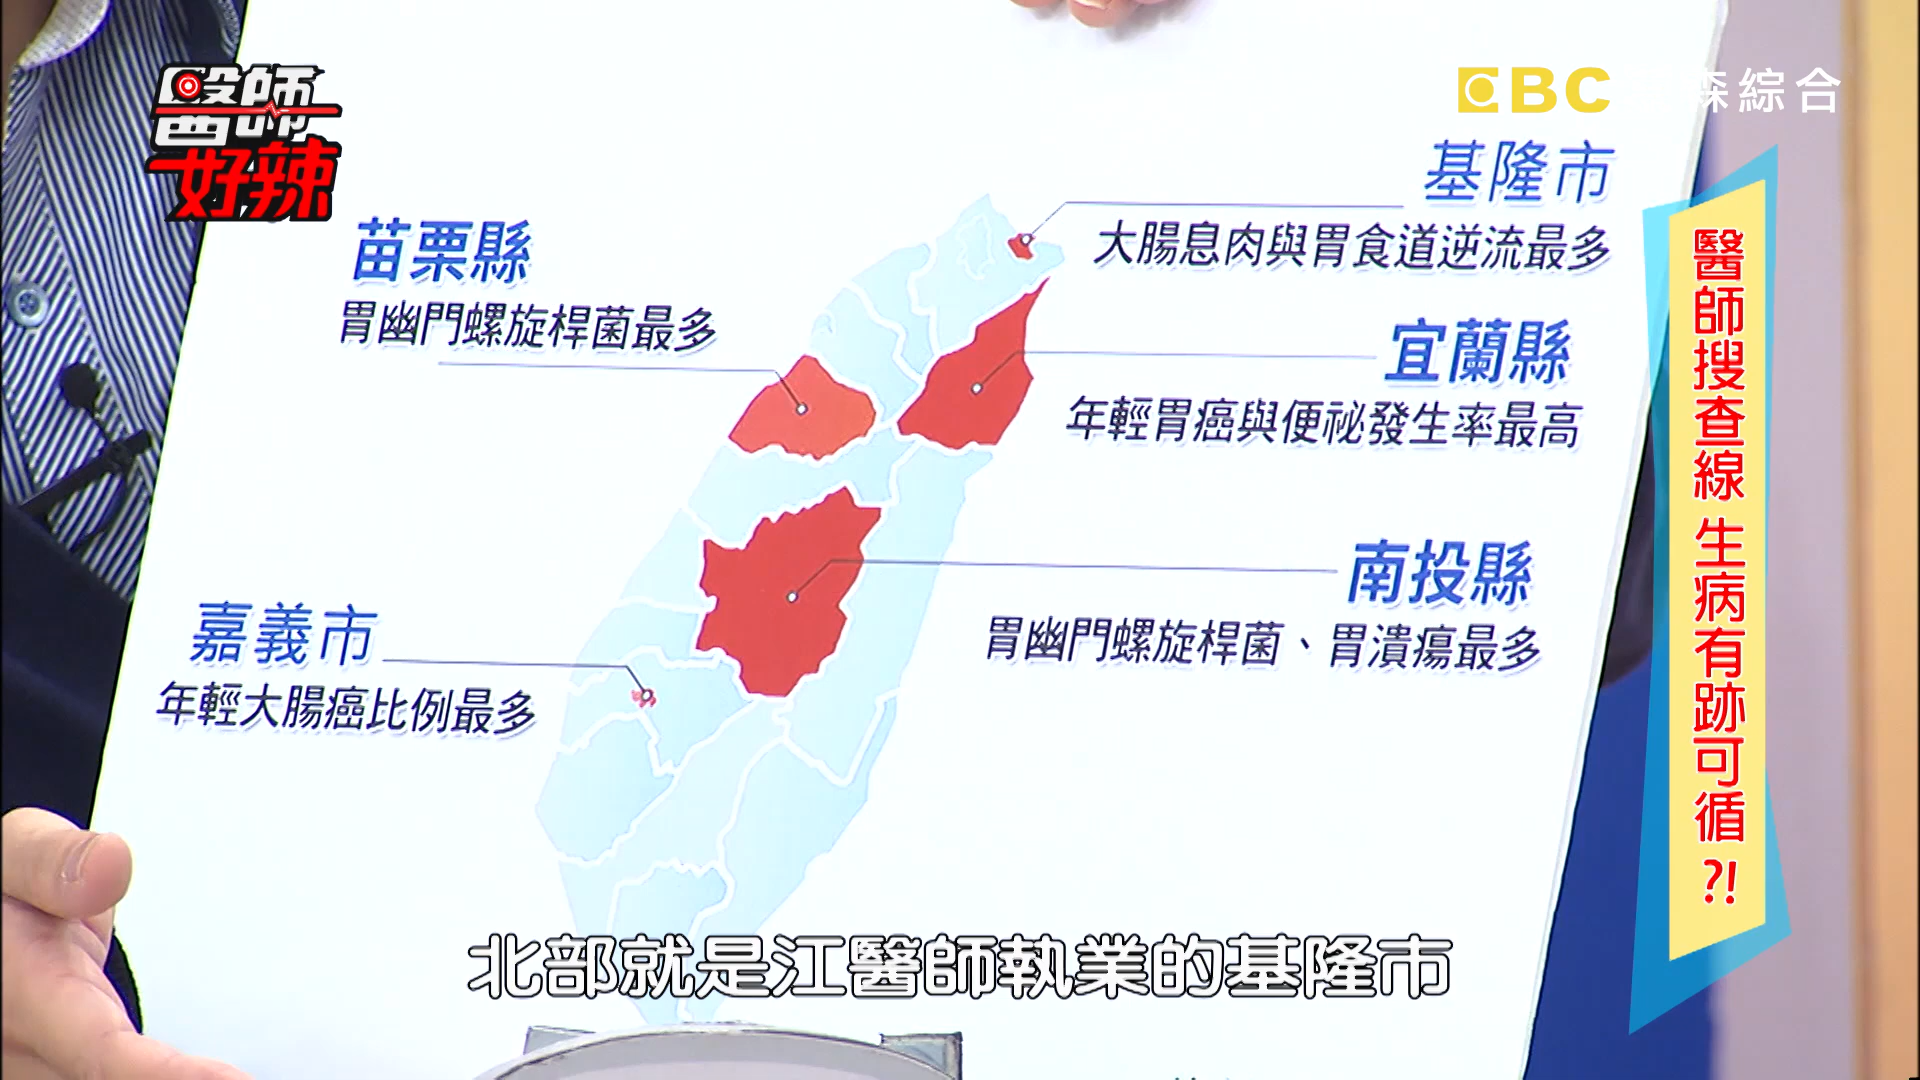 醫師
好辣
EBC 森綜合
基隆市
大腸息肉與胃食道逆流最多
苗栗縣
胃幽門螺旋桿菌最多
宜蘭縣
年輕胃癌與便祕發生率最高
南投縣
胃幽門螺旋桿菌、胃潰瘍最多
嘉義市
年輕大腸癌比例最多
醫師搜查線 生病有跡可循?!
北部就是江醫師執業的基隆市